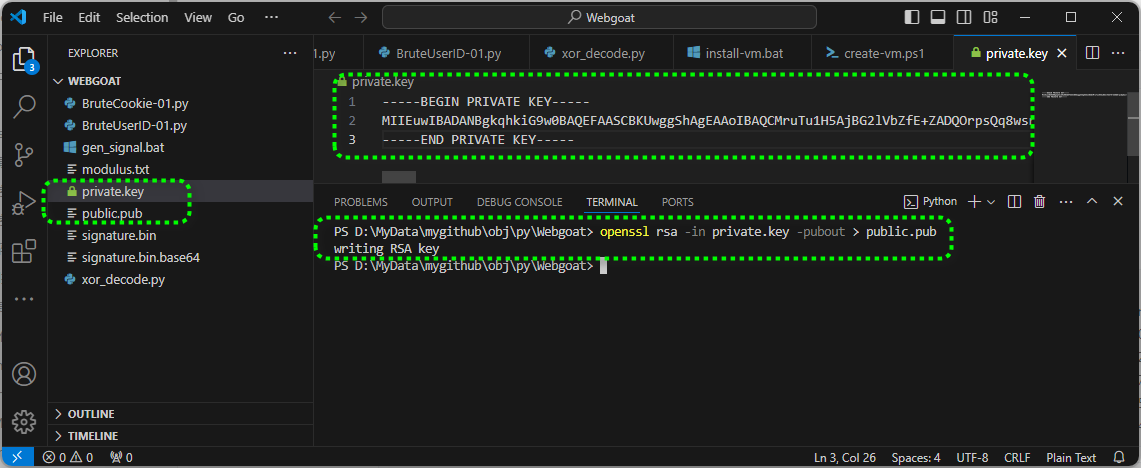 File Edit Selection View Go ··· Webgoat
EXPLORER ···
WEBGOAT
BruteCookie-01.py
BruteUserID-01.py
gen_signal.bat
modulus.txt
private.key
public.pub
signature.bin
signature.bin.base64
xor_decode.py
OUTLINE
TIMELINE
1.py BruteUserID-01.py xor_decode.py install-vm.bat create-vm.ps1 private.key
private.key
1 -----BEGIN PRIVATE KEY-----
2 MIIEuwIBADANBgkqhkiG9w0BAQEFAASCBKUwggShAgEAAoIBAQCMruTu1H5AjBG2lVbZfE+ZADQOrpsQq8ws
3 -----END PRIVATE KEY-----
PROBLEMS OUTPUT DEBUG CONSOLE TERMINAL PORTS Python
PS D:\MyData\mygithub\obj\py\Webgoat> openssl rsa -in private.key -pubout > public.pub
writing RSA key
PS D:\MyData\mygithub\obj\py\Webgoat>
3
0 0 0 Ln 3, Col 26 Spaces: 4 UTF-8 CRLF Plain Text